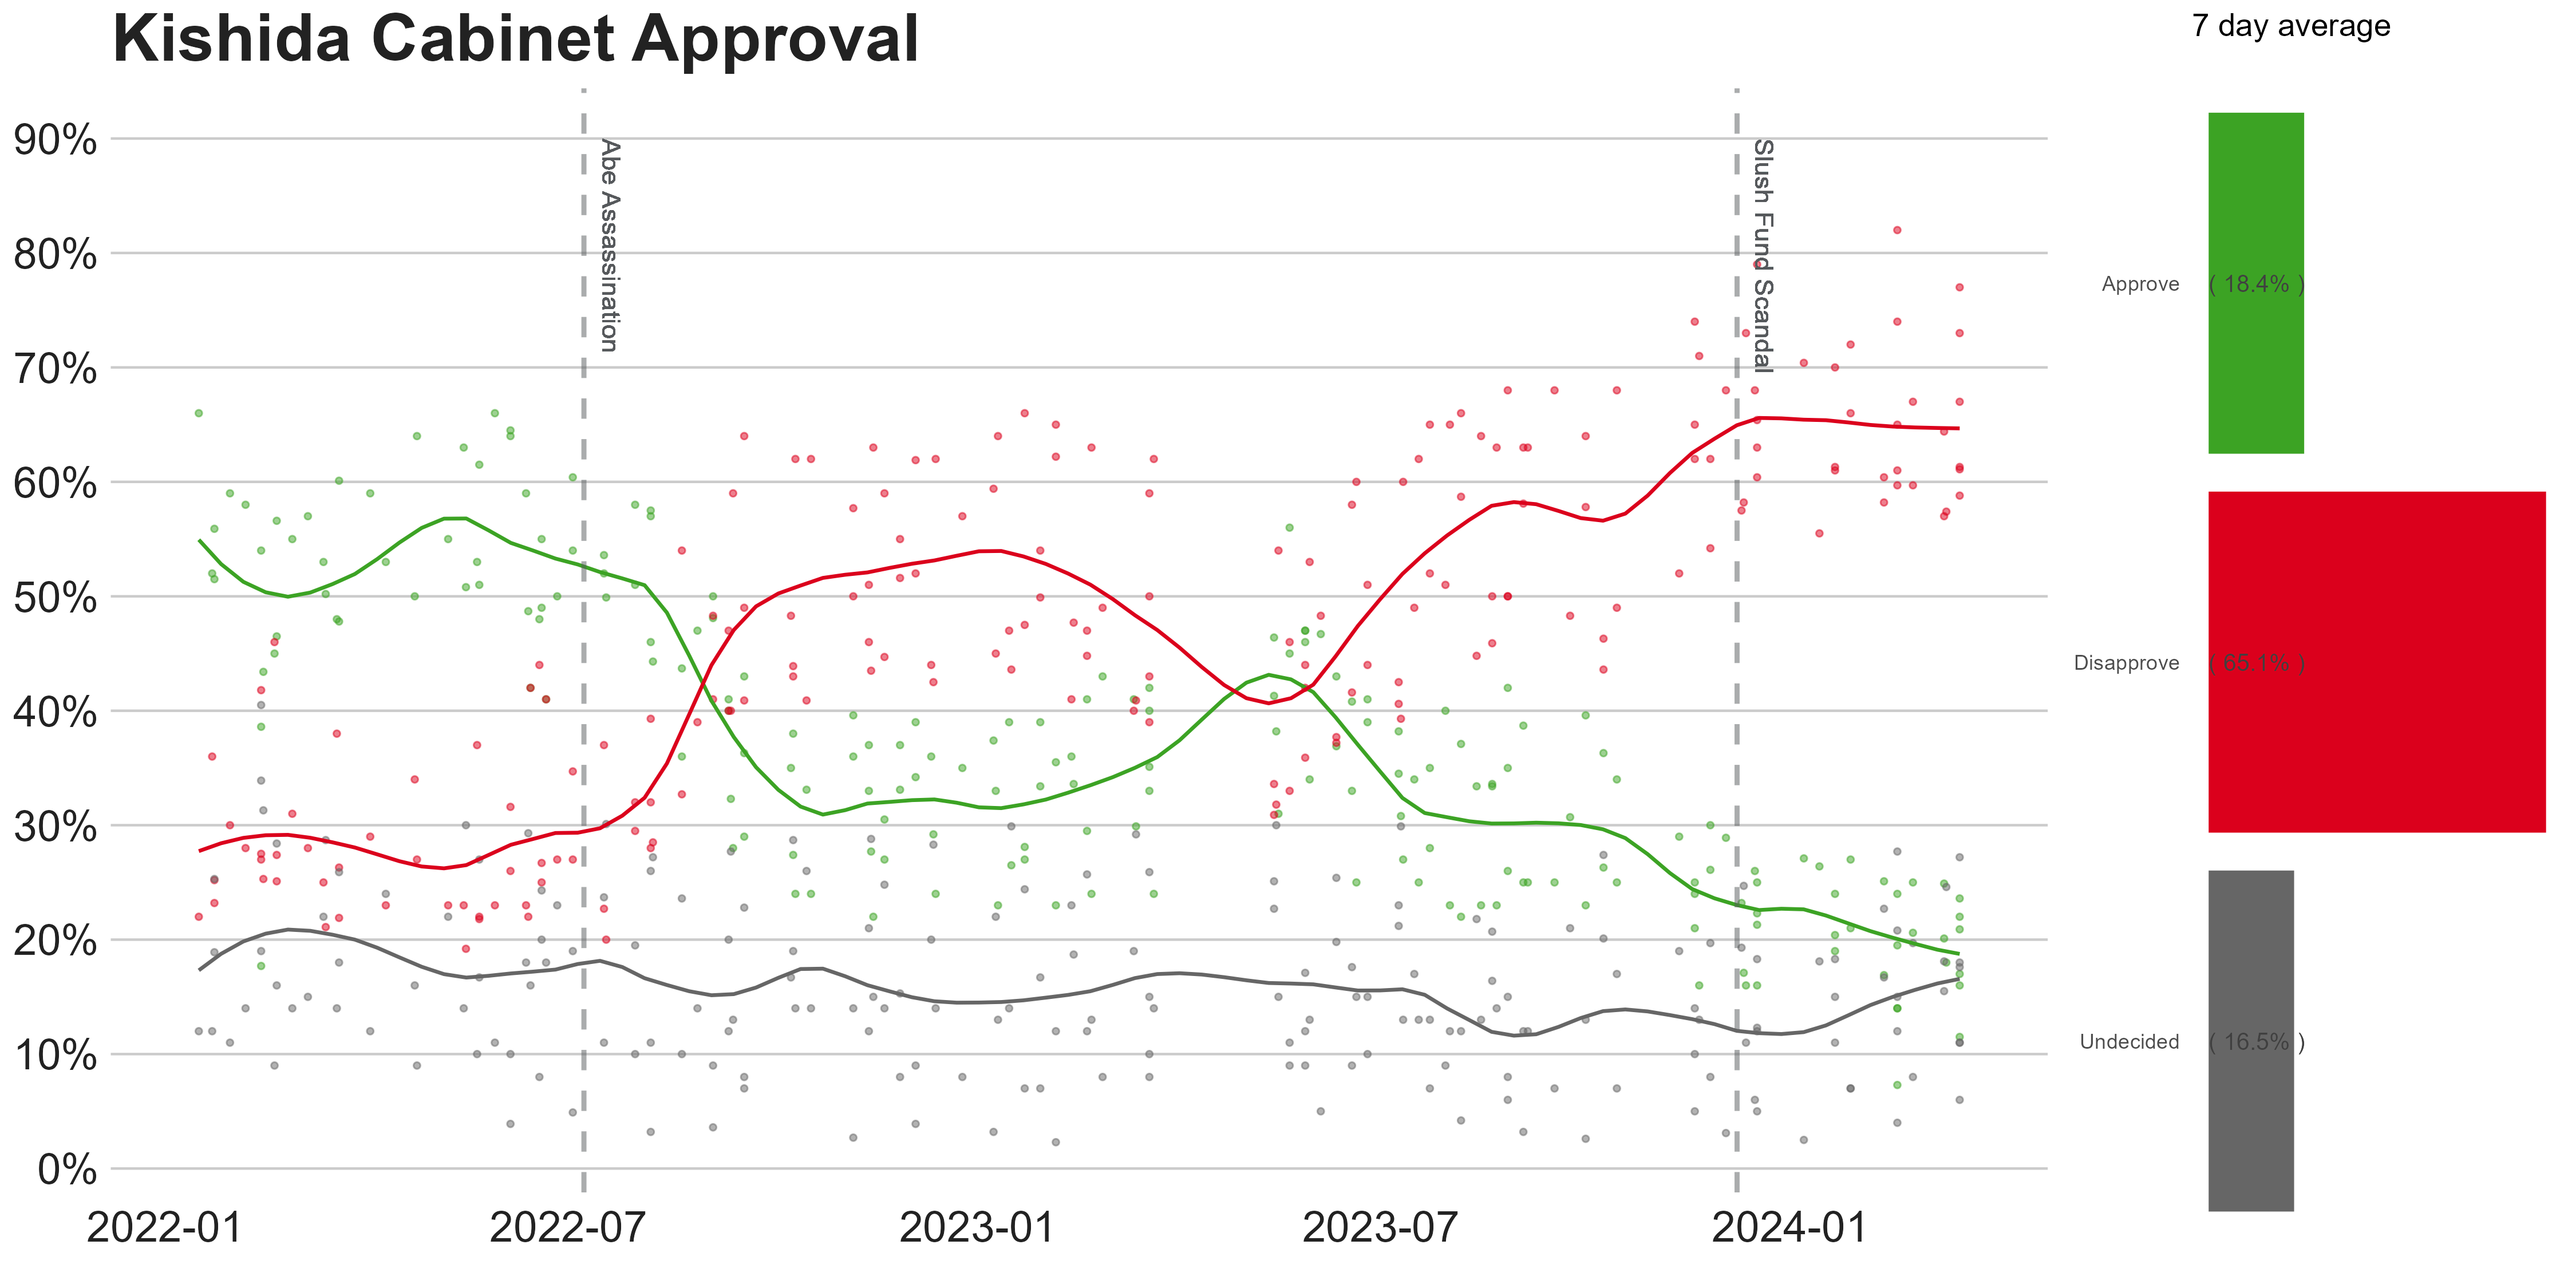 Kishida Cabinet Approval
7 day average
90%
80%
70%
60%
50%
40%
30%
20%
10%
0%
Abe Assassination
Slush Fund Scandal
2022-01
2022-07
2023-01
2023-07
2024-01
Approve
( 18.4% )
Disapprove
( 65.1% )
Undecided
( 16.5% )